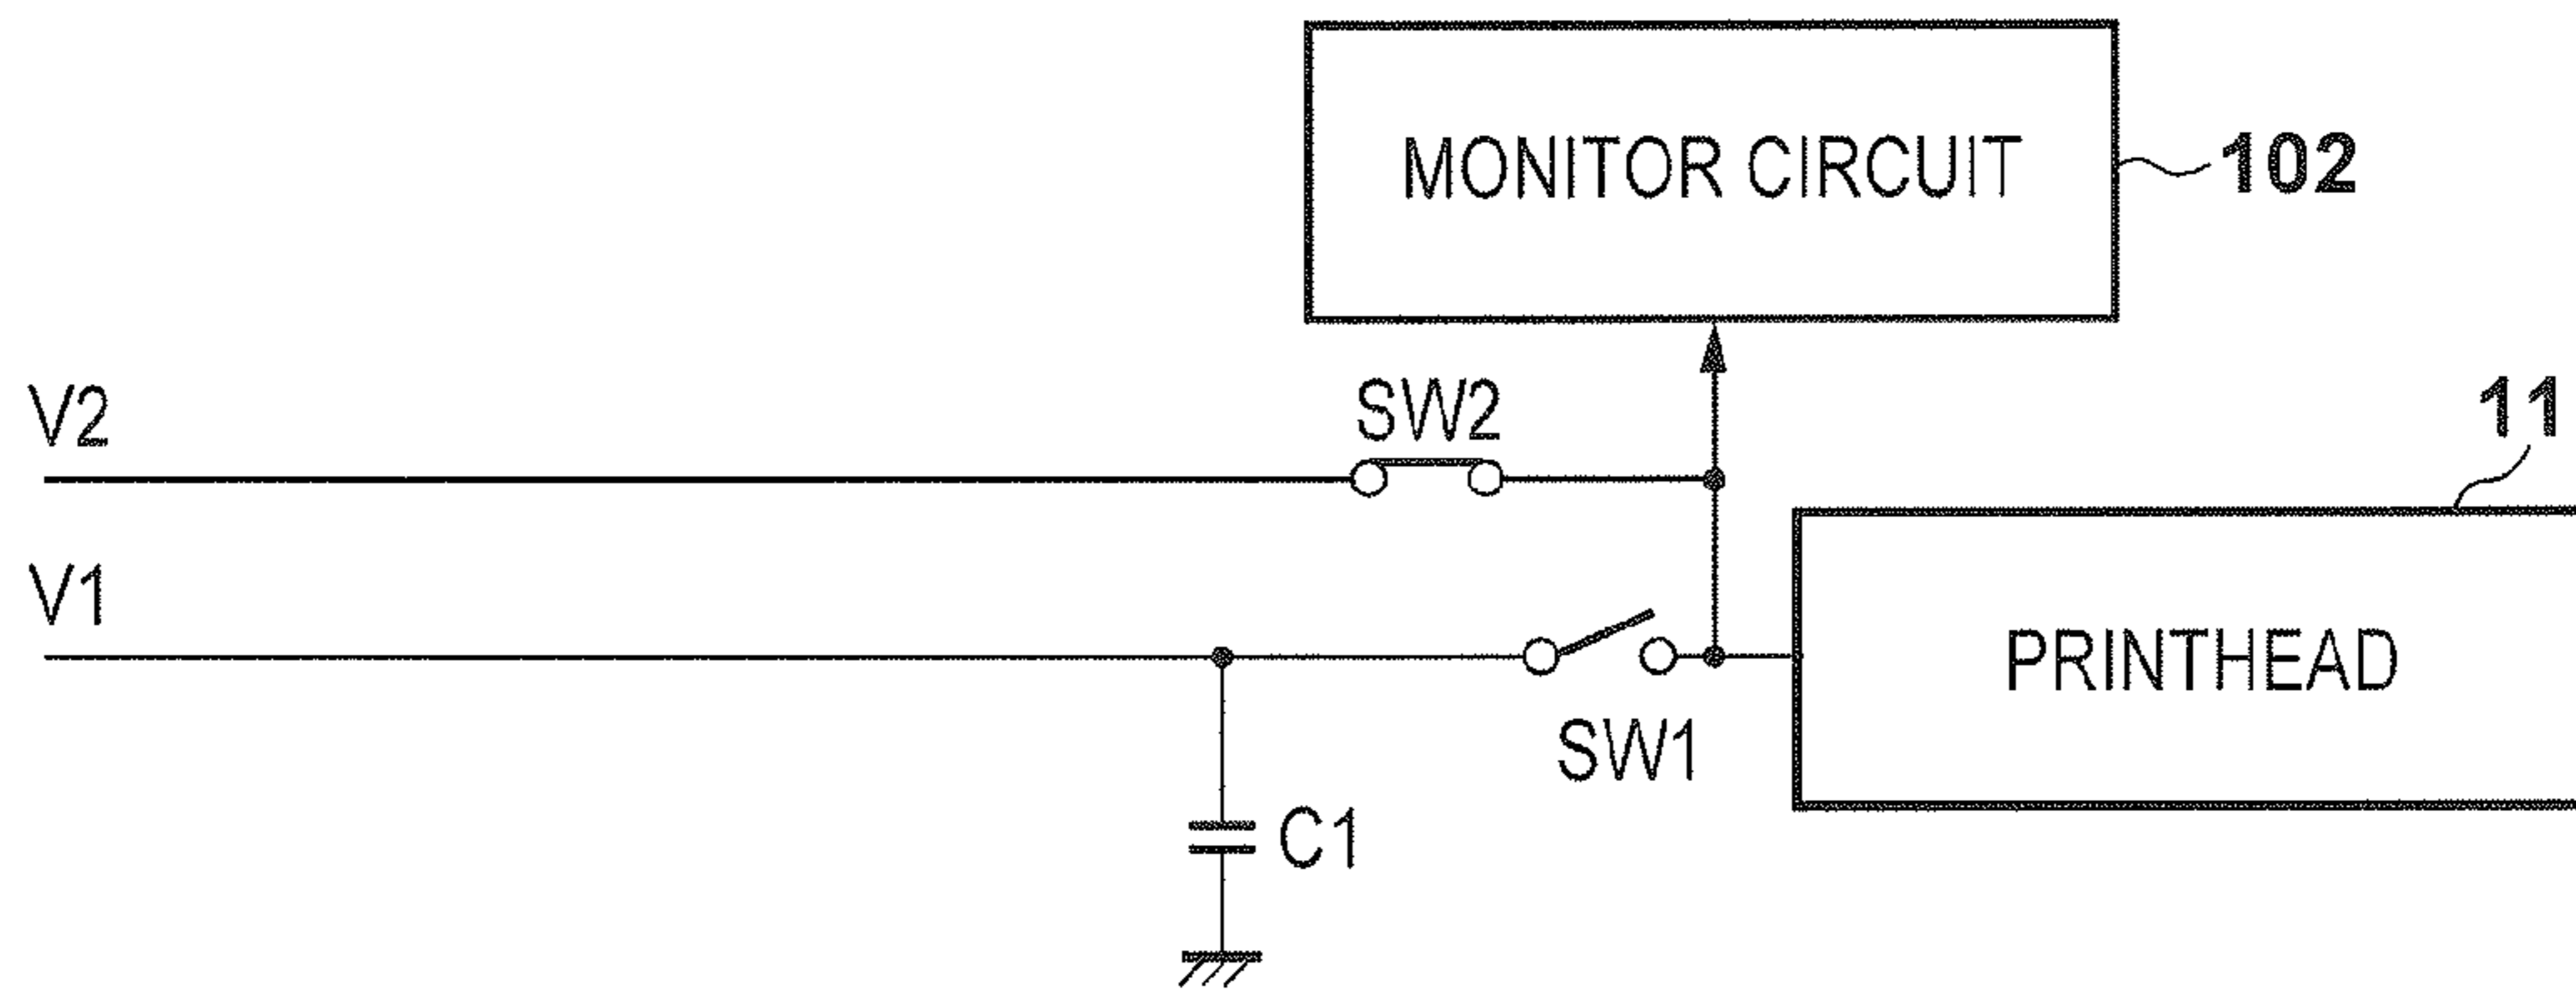 MONITOR CIRCUIT
102
V2
SW2
11
V1
PRINTHEAD
SW1
C1